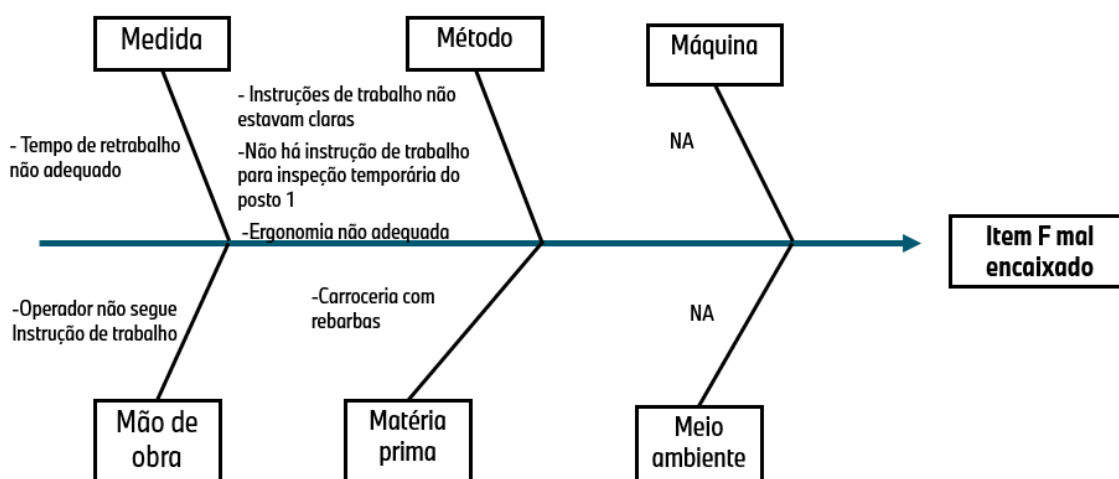 Medida
Método
Máquina
- Tempo de retrabalho
não adequado
- Instruções de trabalho não
estavam claras
-Não há instrução de trabalho
para inspeção temporária do
posto 1
-Ergonomia não adequada
NA
Item F mal
encaixado
-Operador não segue
Instrução de trabalho
-Carroceria com
rebarbas
NA
Mão de
obra
Matéria
prima
Meio
ambiente